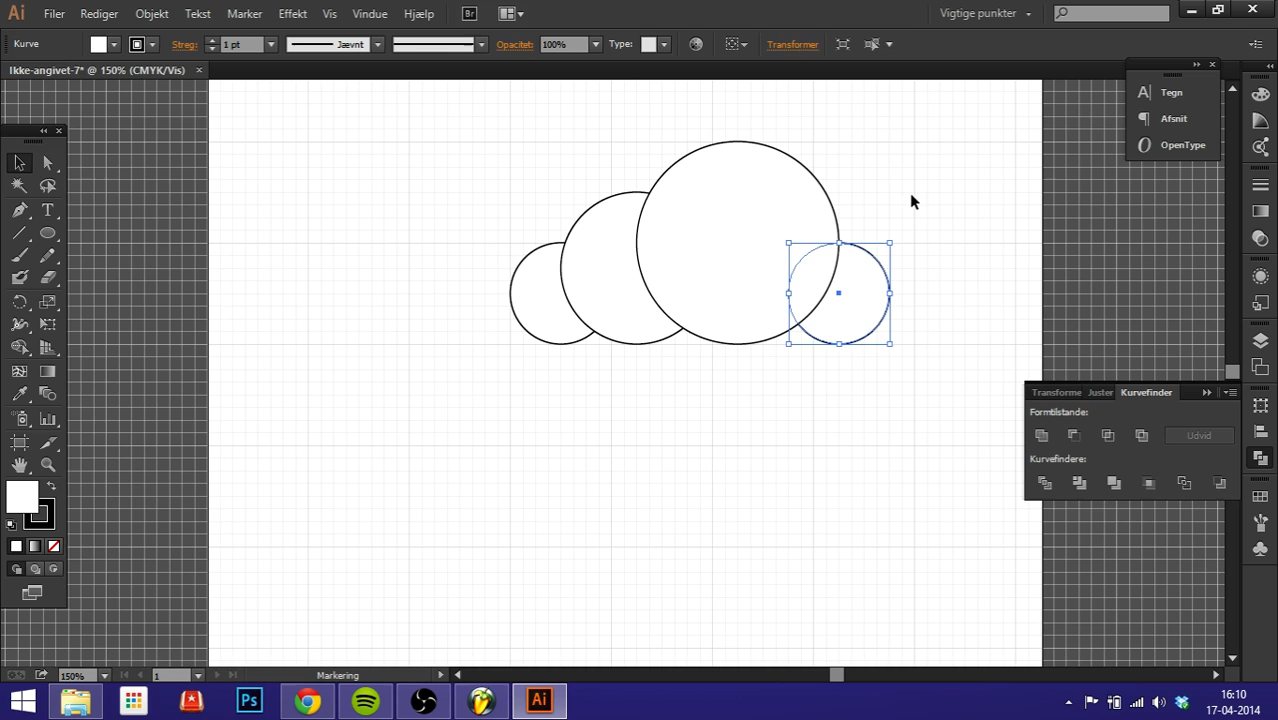 Ai Filer Rediger Objekt Tekst Marker Effekt Vis Vindue Hjælp Br Vigtige punkter
Kurve Streg: 1 pt Jævnt Opacitet: 100% Type: Transformer
Ikke-angivet-7* @ 150% (CMYK/Vis)
Tegn
Afsnit
OpenType
Transforme Juster Kurvefinder
Formtilstande:
Udvid
Kurvefindere:
150% 1 Markering
Ps Ai
16:10
17-04-2014